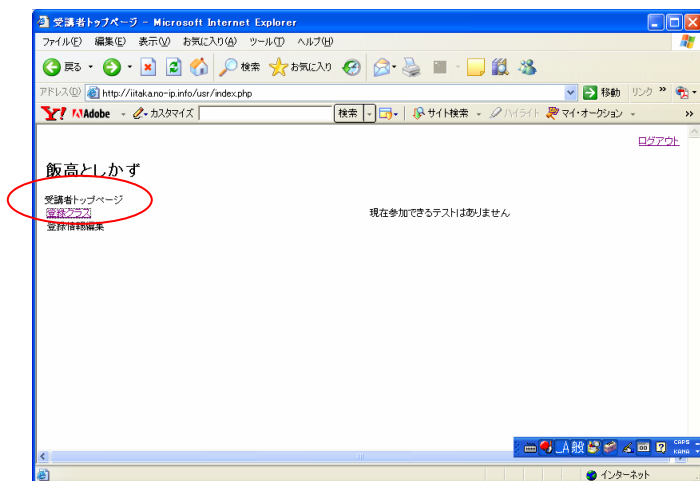 受講者トップページ - Microsoft Internet Explorer
ファイル(F) 編集(E) 表示(V) お気に入り(A) ツール(T) ヘルプ(H)
戻る 検索 お気に入り
アドレス(D) http://iitaka.no-ip.info/usr/index.php 移動 リンク »
Y! Adobe カスタマイズ 検索 サイト検索 ハイライト マイ・オークション »
ログアウト
飯高としかず
受講者トップページ
登録クラス 現在参加できるテストはありません
登録情報編集
_A 般 CAPS
KANA
インターネット